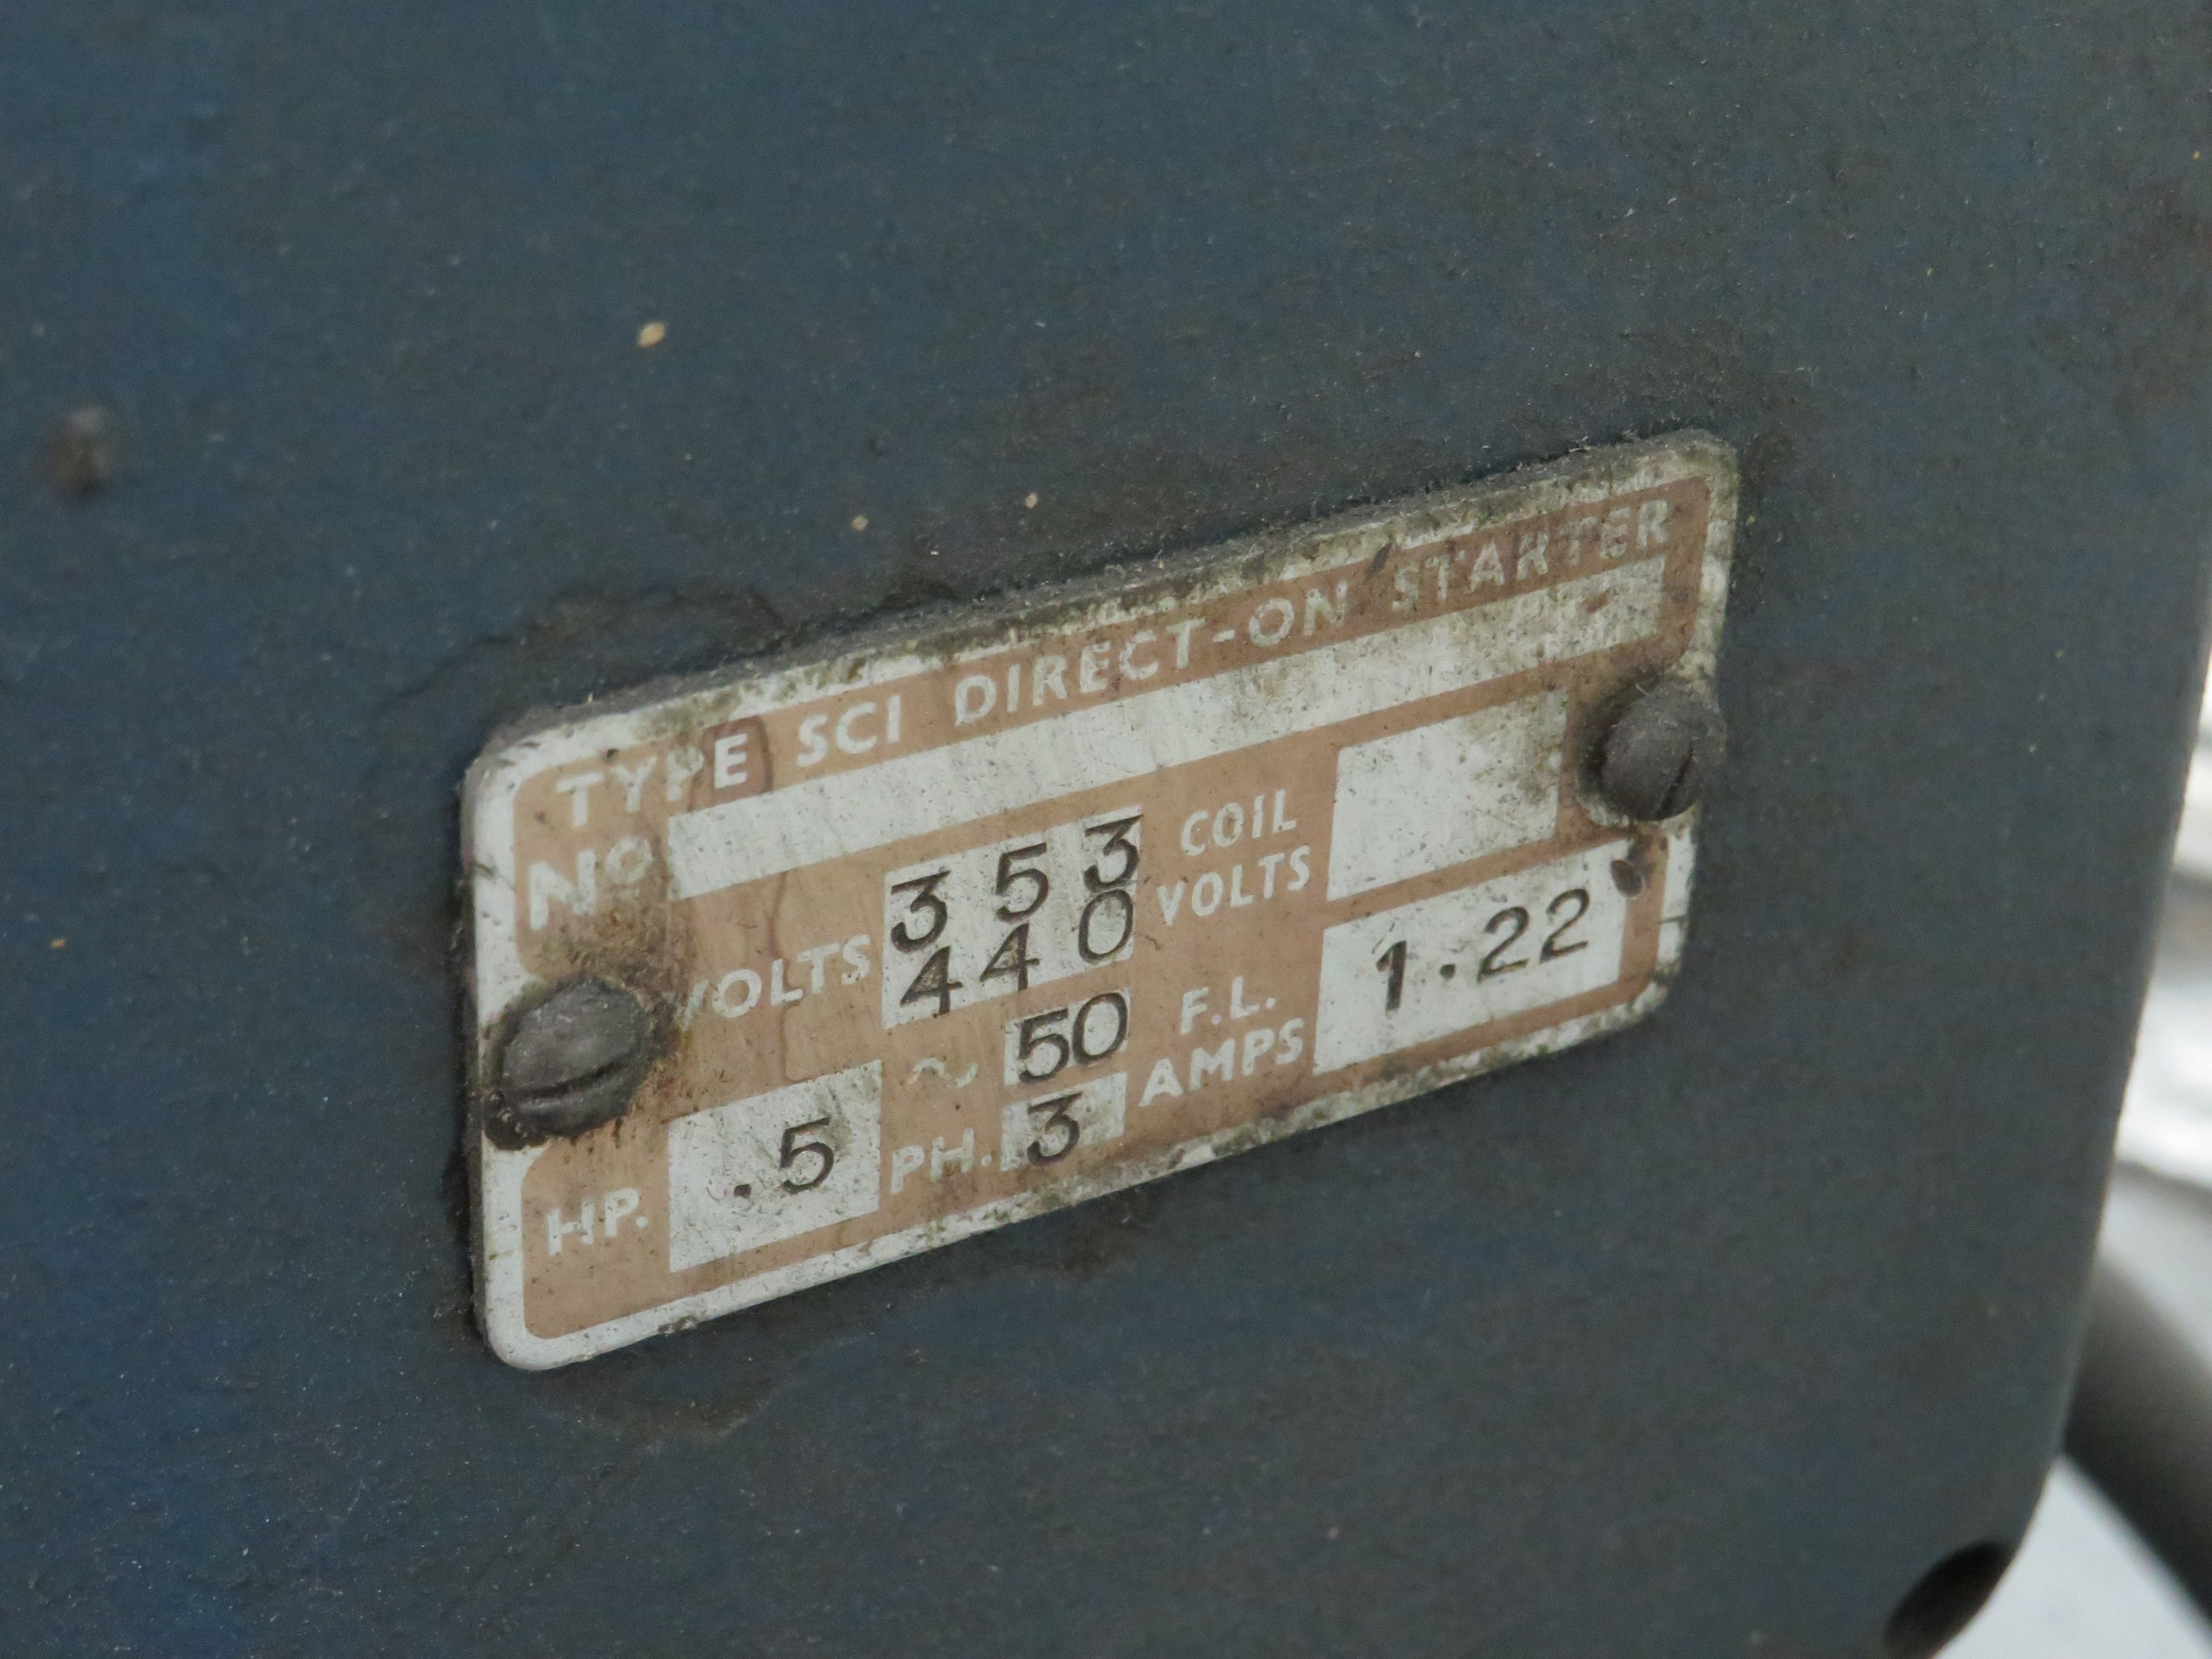 TYPE SCI DIRECT-ON STARTER
No
VOLTS 353 440 COIL VOLTS
HP. .5 ~ 50 PH. 3 F.L. AMPS 1.22